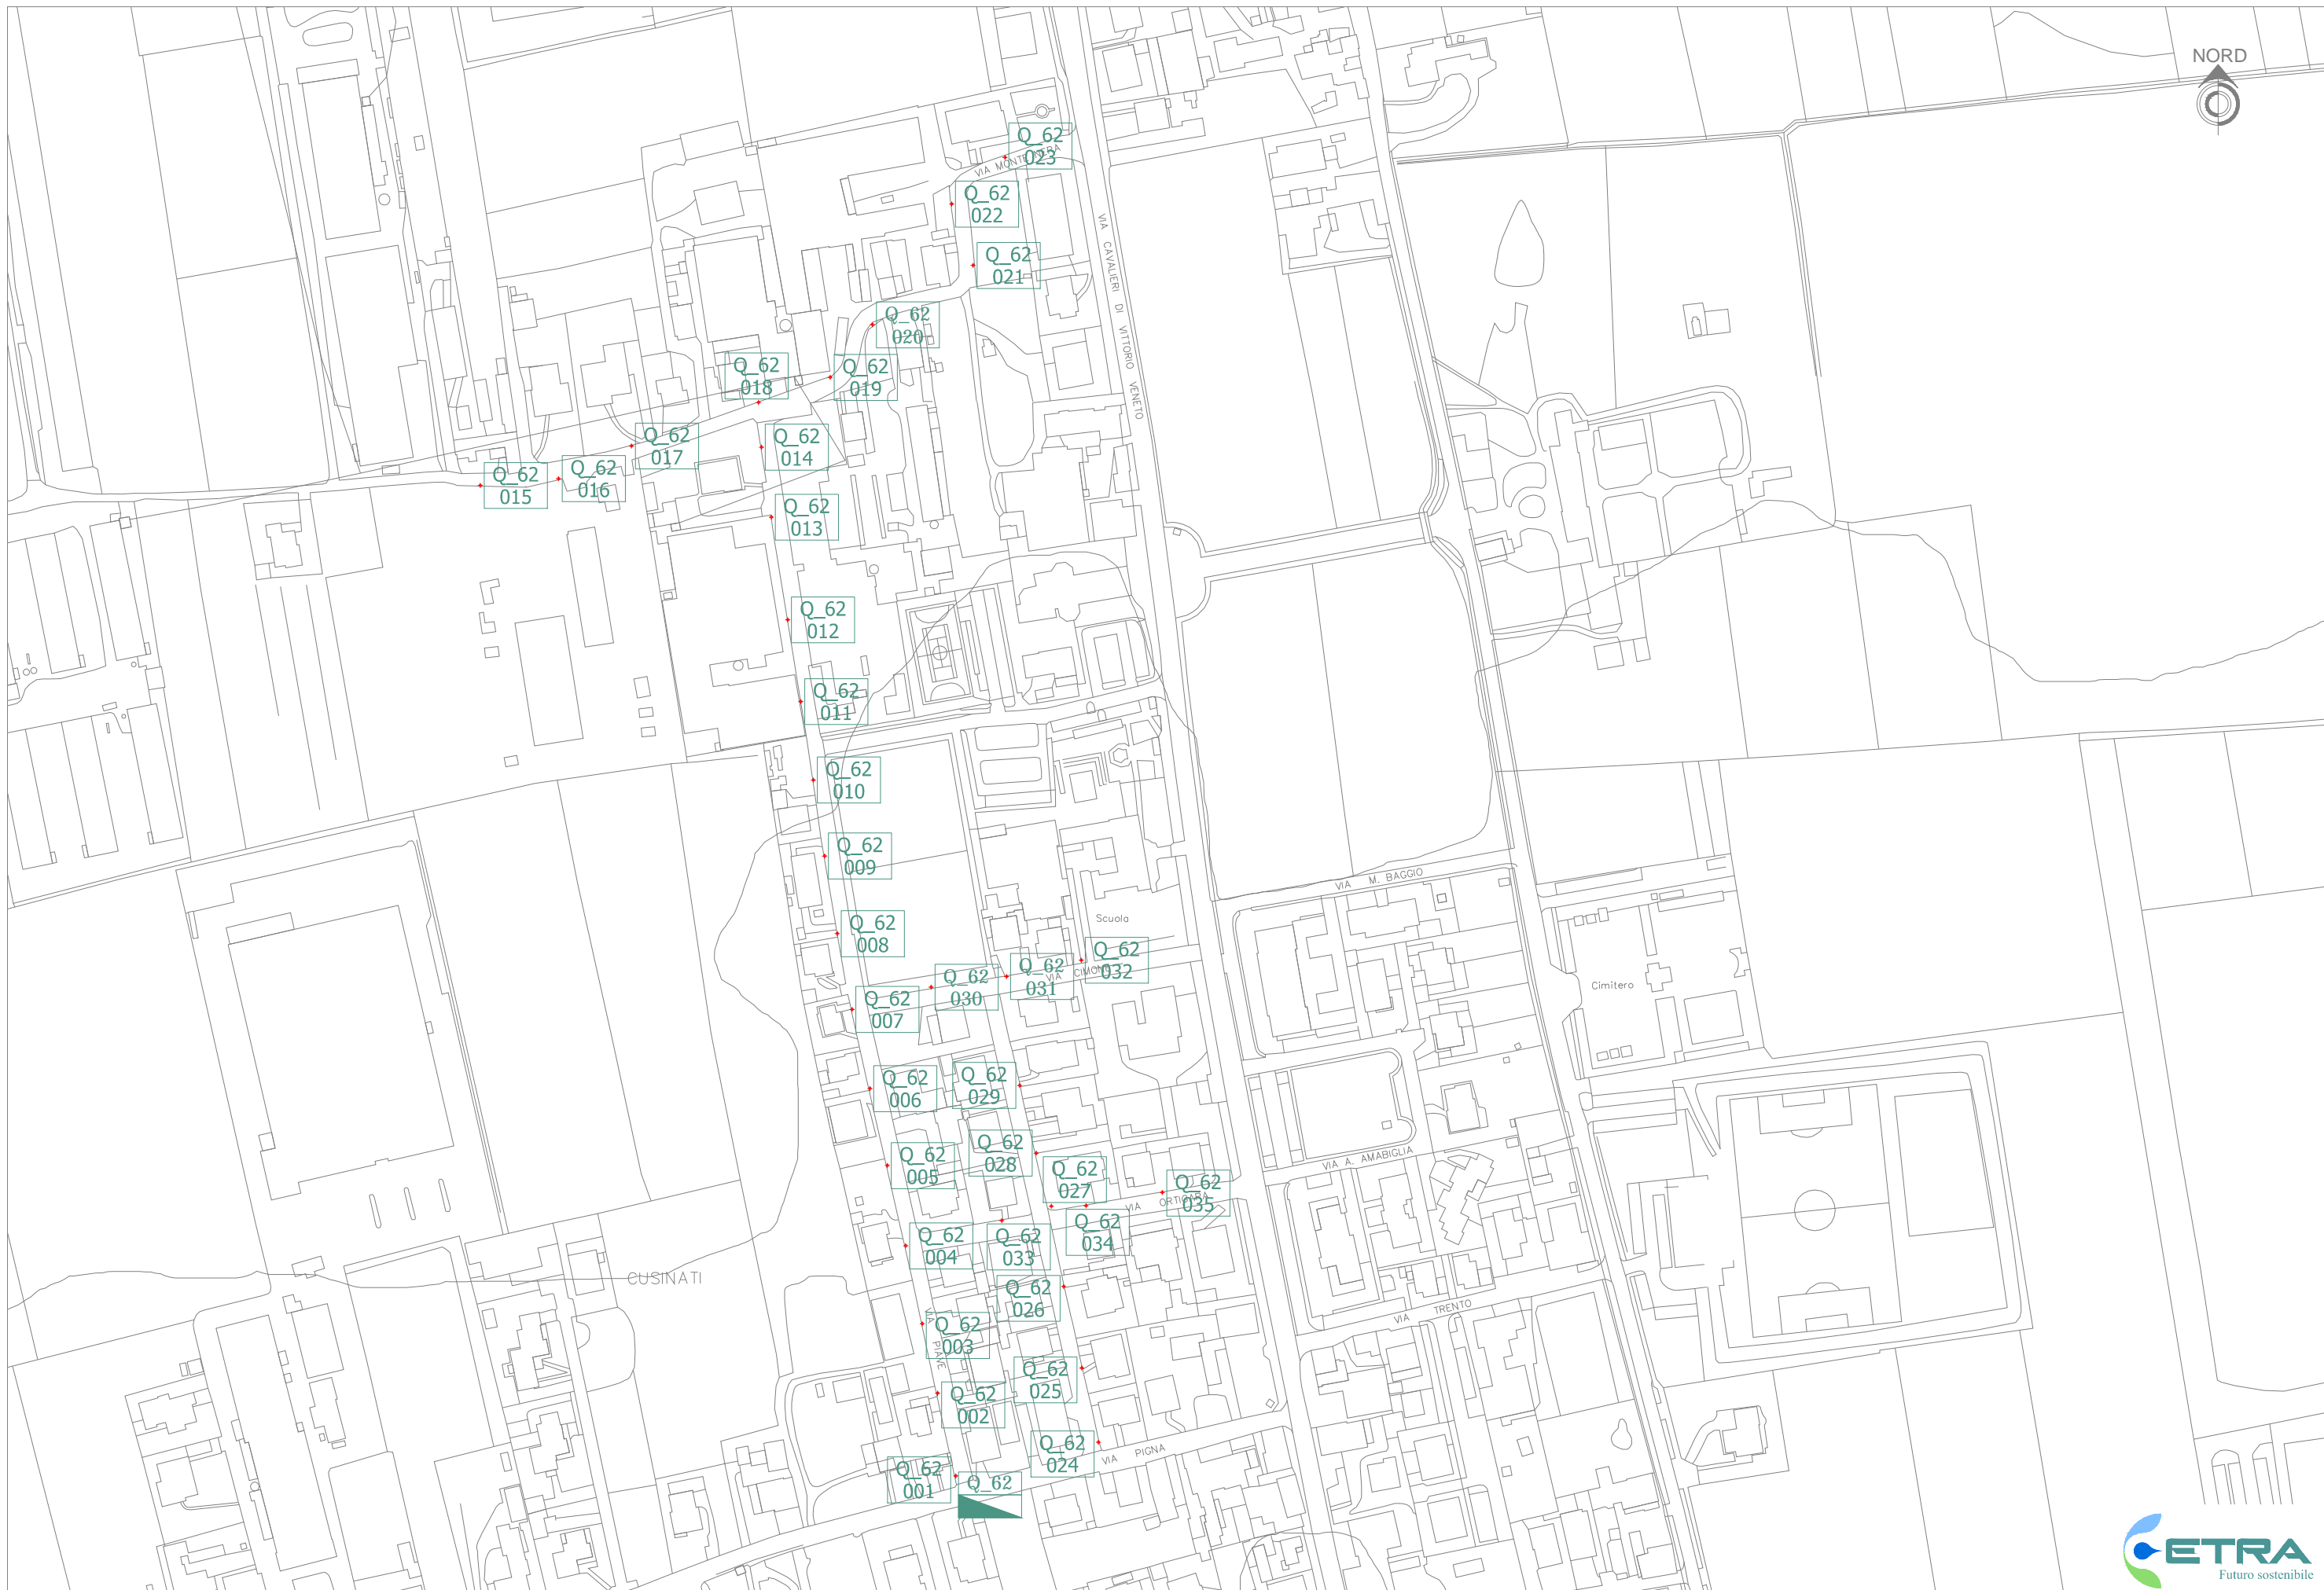 NORD
Q_62
023
VIA MONTE NERA
Q_62
022
VIA CAVALIERI DI VITTORIO VENETO
Q_62
021
Q_62
020
Q_62
018
Q_62
019
Q_62
017
Q_62
014
Q_62
016
Q_62
015
Q_62
013
Q_62
012
Q_62
011
Q_62
010
Q_62
009
VIA M. BAGGIO
Q_62
008
Scuola
Q_62
032
Q_62
031
VIA CIMONE
Q_62
030
Cimitero
Q_62
007
Q_62
006
Q_62
029
Q_62
028
Q_62
005
VIA A. AMABIGLIA
Q_62
027
Q_62
035
VIA ORTIGARA
Q_62
034
Q_62
004
Q_62
033
CUSINATI
Q_62
026
VIA TRENTO
Q_62
003
VIA PIAVE
Q_62
025
Q_62
002
Q_62
024
VIA PIGNA
Q_62
001
Q_62
ETRA
Futuro sostenibile